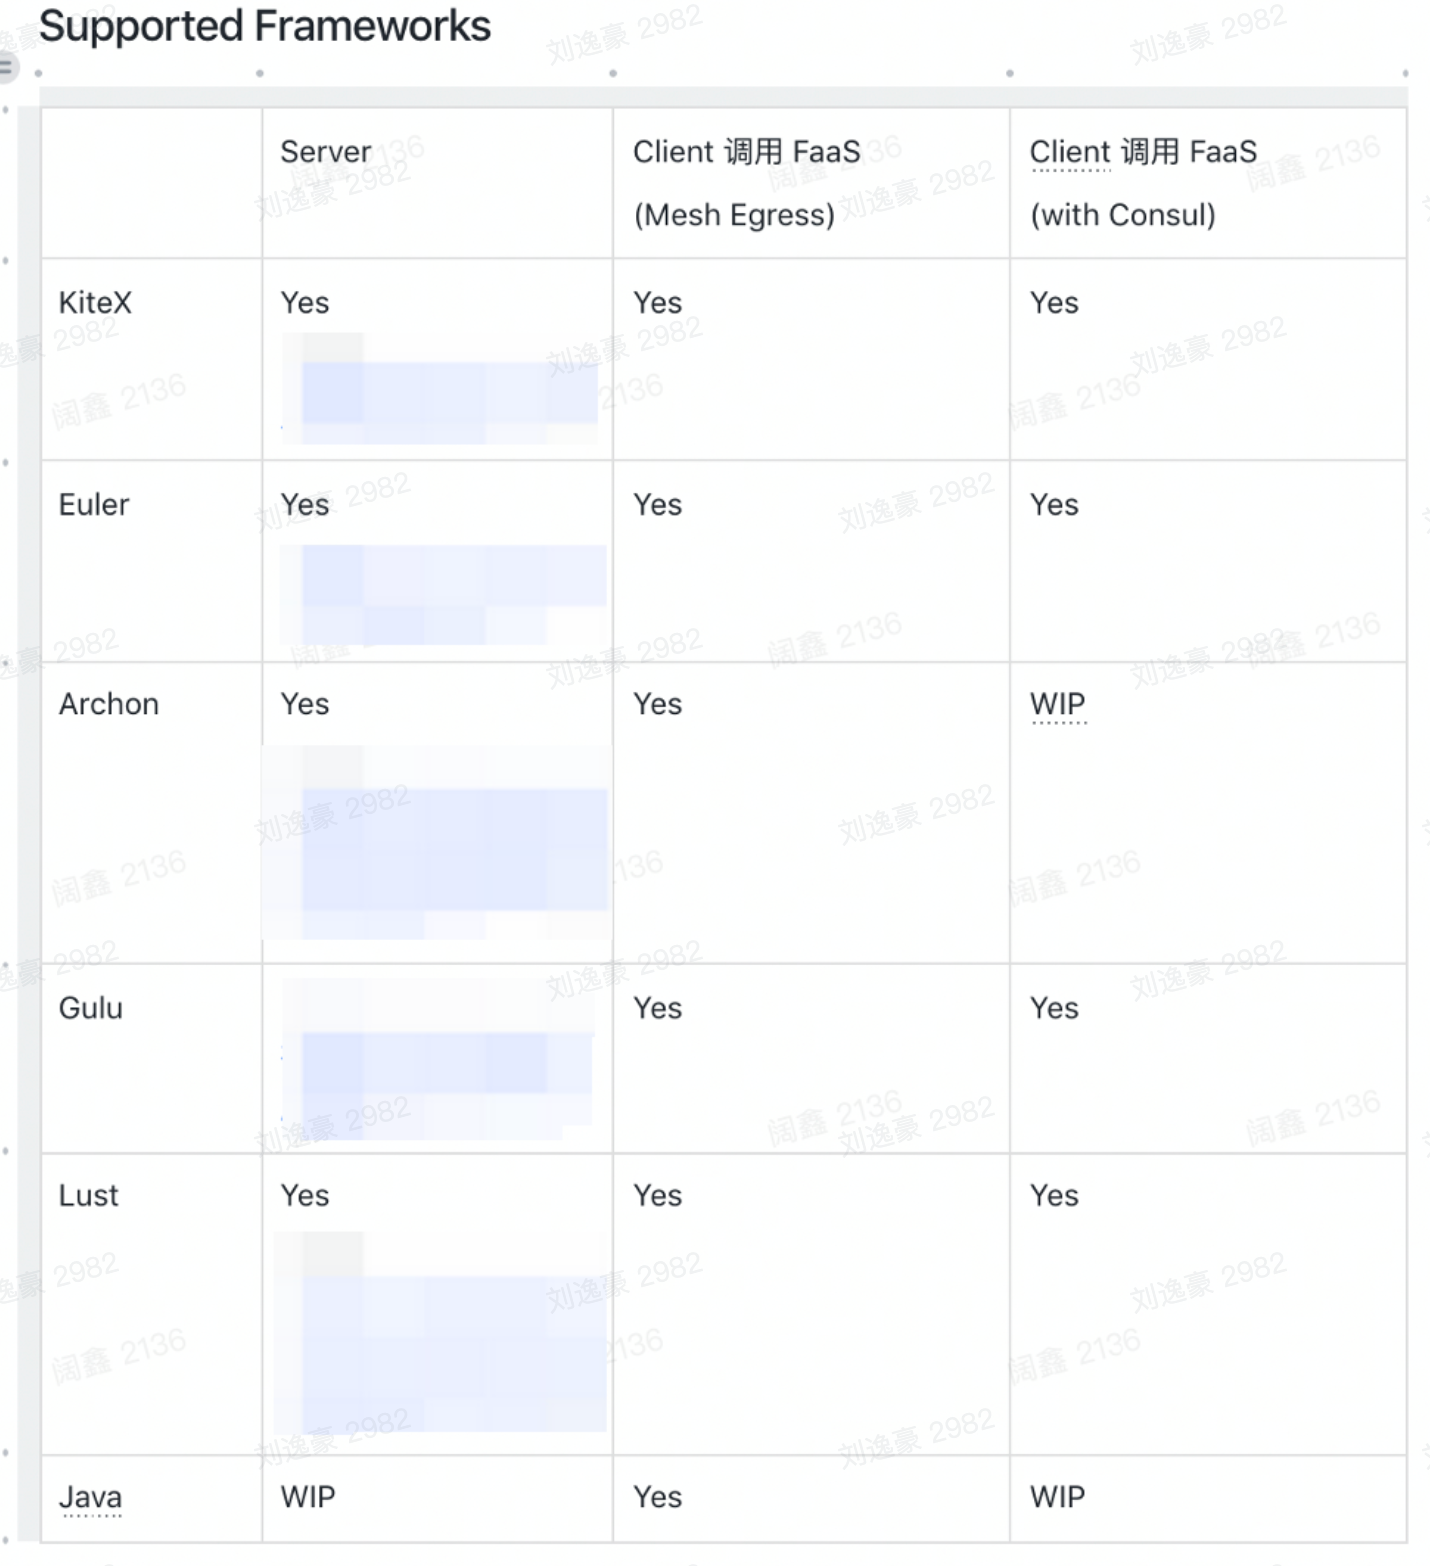 Supported Frameworks
Server
Client 调用 FaaS
(Mesh Egress)
Client 调用 FaaS
(with Consul)
KiteX
Yes
Yes
Yes
Euler
Yes
Yes
Yes
Archon
Yes
Yes
WIP
Gulu
Yes
Yes
Lust
Yes
Yes
Yes
Java
WIP
Yes
WIP
刘逸豪 2982
阔鑫 2136